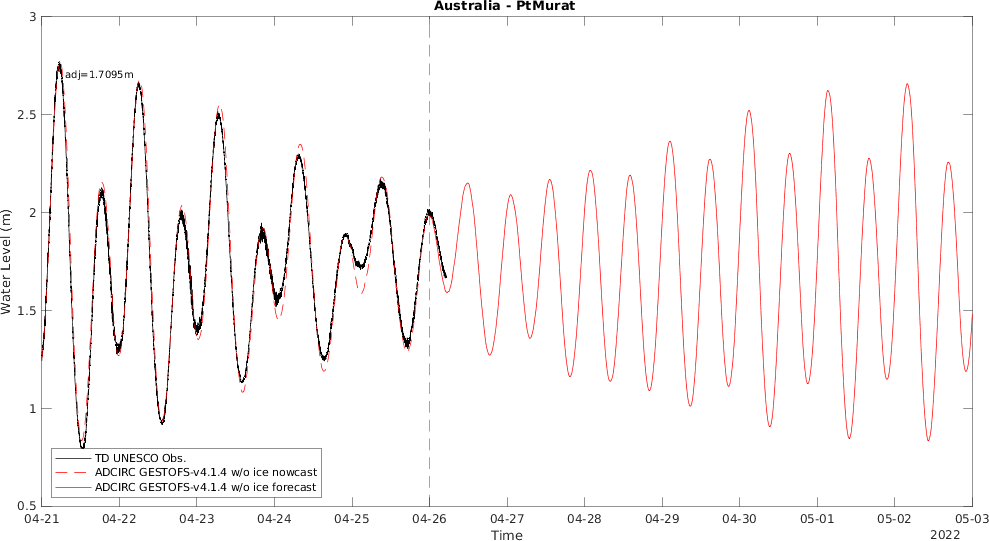 Australia - PtMurat
3
adj=1.7095m
2.5
2
Water Level (m)
1.5
1
TD UNESCO Obs.
ADCIRC GESTOFS-v4.1.4 w/o ice nowcast
ADCIRC GESTOFS-v4.1.4 w/o ice forecast
0.5
04-21 04-22 04-23 04-24 04-25 04-26 04-27 04-28 04-29 04-30 05-01 05-02 05-03
Time
2022